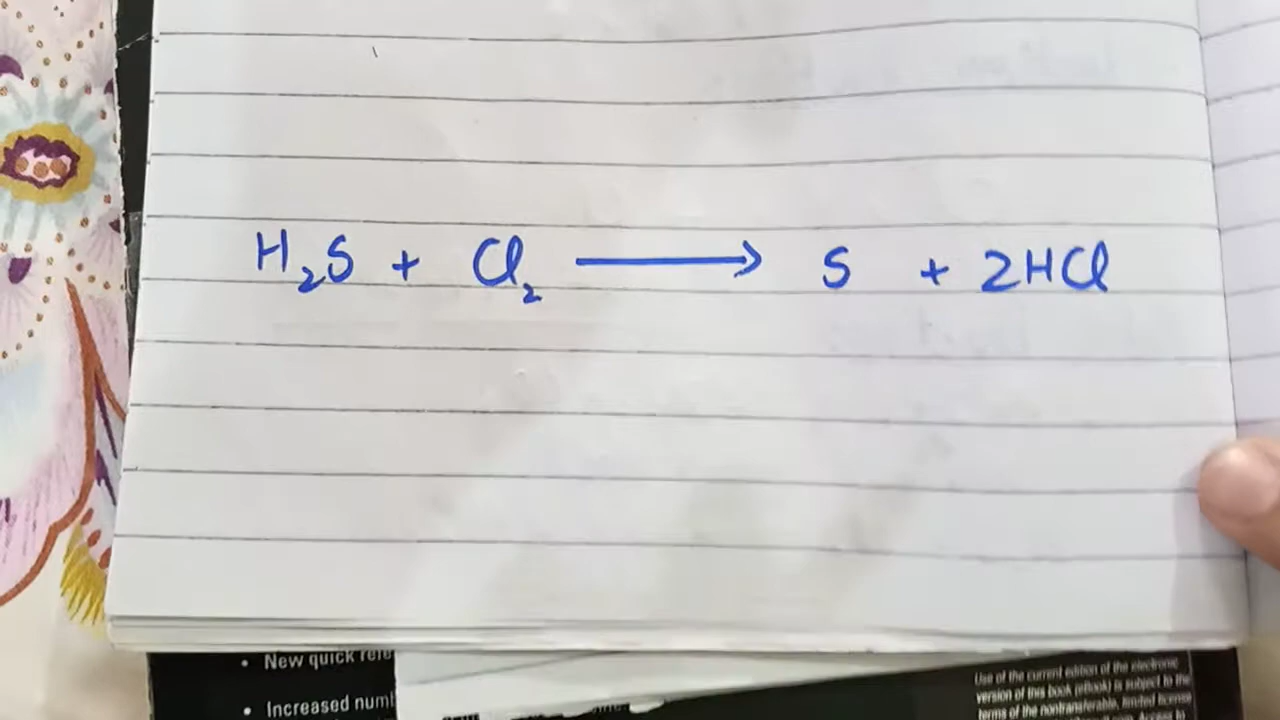 H₂S + Cl₂ ⟶ S + 2HCl
• New quick refe
• Increased num
Use of the current edition of the electronic
version of this book (eBook) is subject to the
terms of the nontransferable, limited license